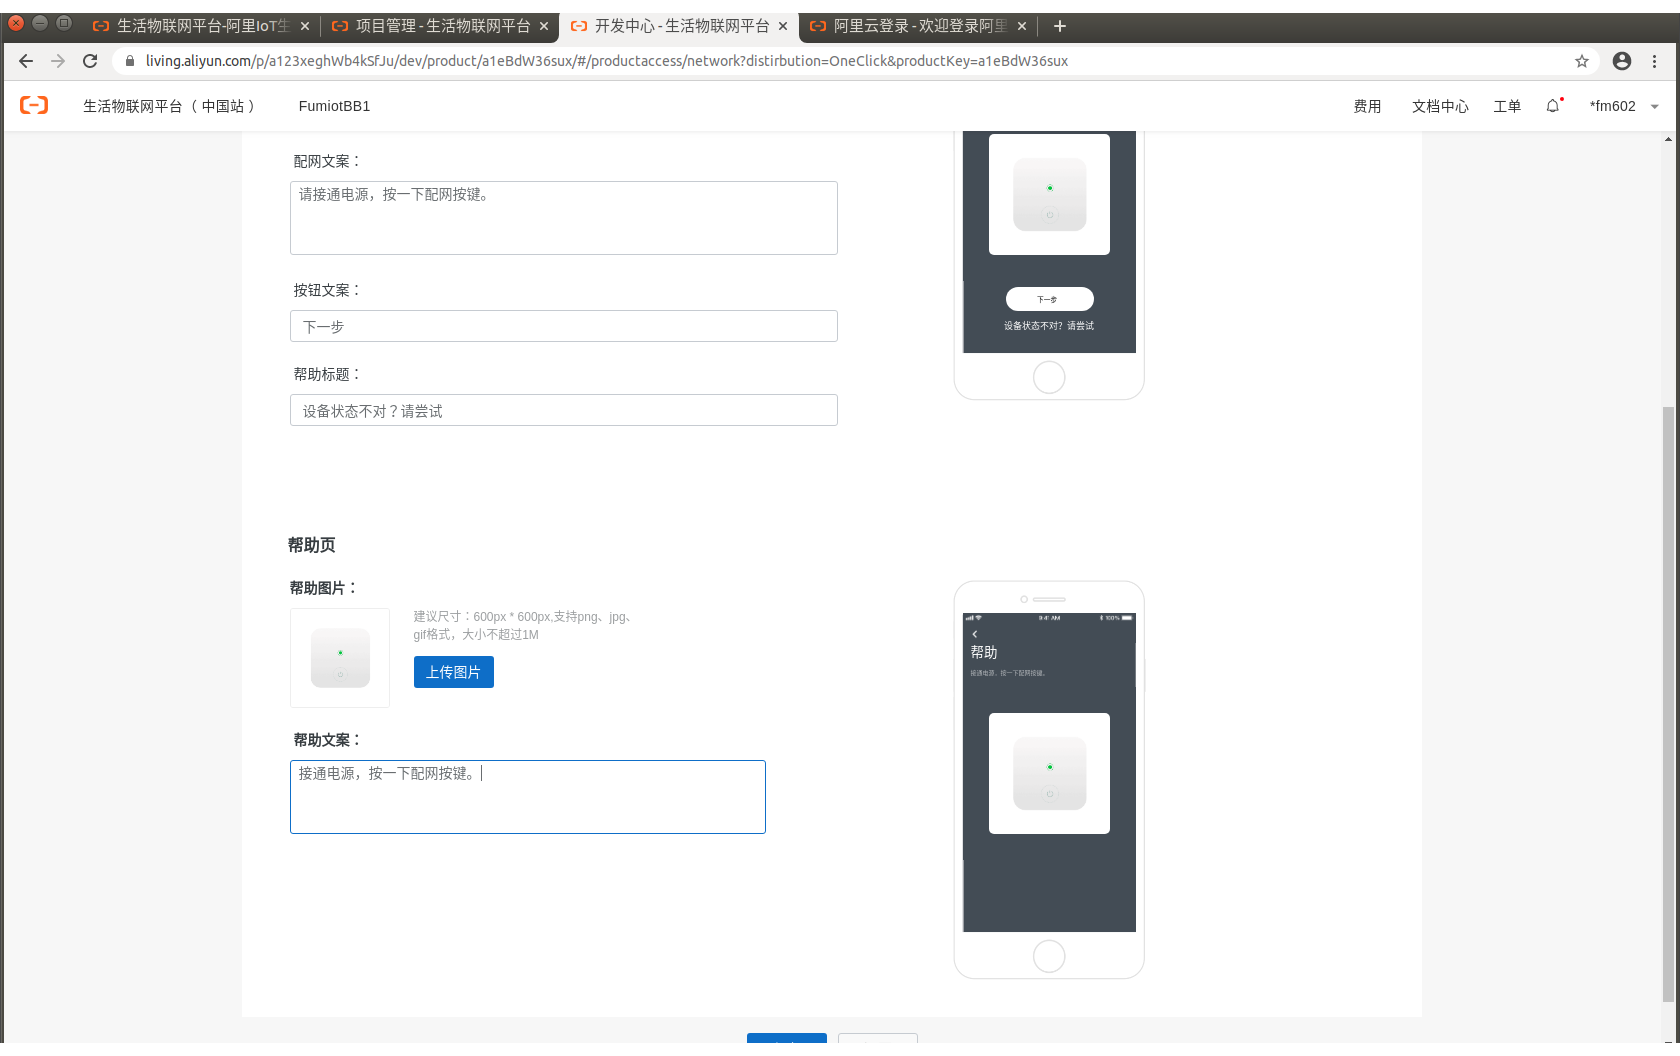 生活物联网平台-阿里IoT生
项目管理 - 生活物联网平台
开发中心 - 生活物联网平台
阿里云登录 - 欢迎登录阿里
living.aliyun.com/p/a123xeghWb4kSfJu/dev/product/a1eBdW36sux/#/productaccess/network?distirbution=OneClick&productKey=a1eBdW36sux
生活物联网平台（ 中国站 ）
FumiotBB1
费用
文档中心
工单
*fm602
配网文案：
请接通电源，按一下配网按键。
按钮文案：
下一步
帮助标题：
设备状态不对？请尝试
下一步
设备状态不对？请尝试
帮助页
帮助图片：
建议尺寸：600px * 600px,支持png、jpg、
gif格式，大小不超过1M
上传图片
帮助文案：
接通电源，按一下配网按键。
9:41 AM
100%
帮助
接通电源，按一下配网按键。